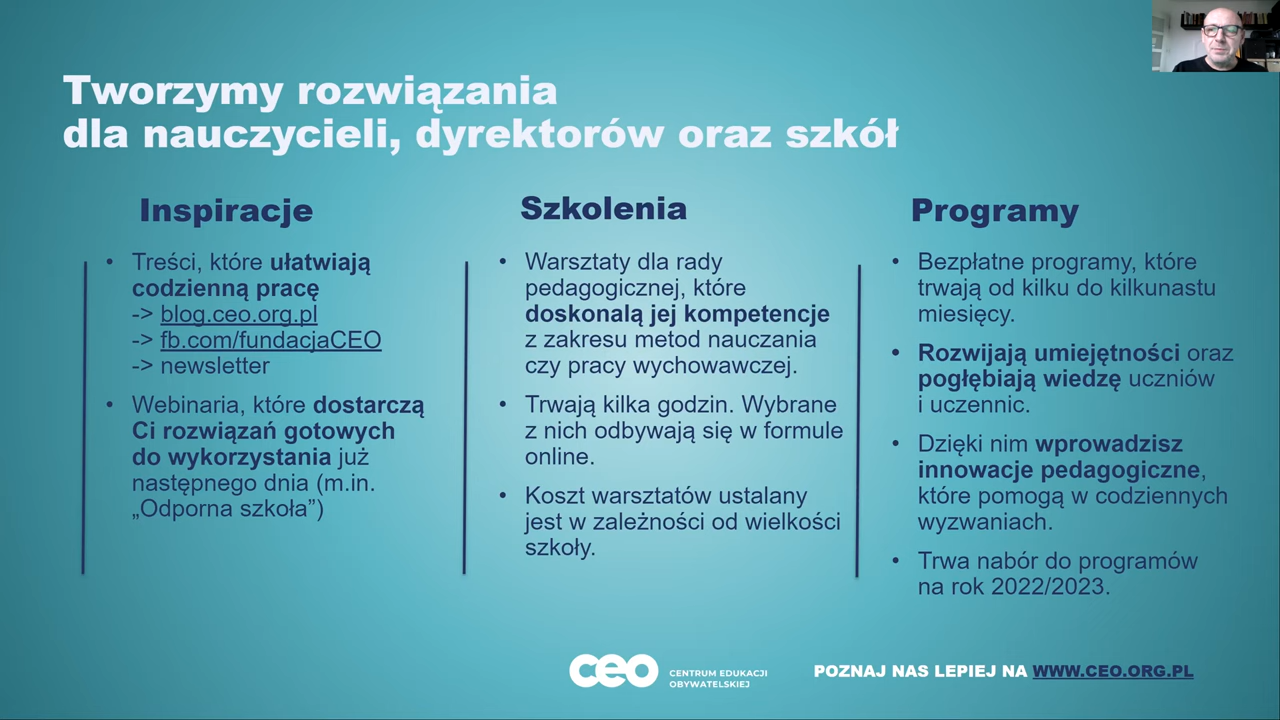 Tworzymy rozwiązania
dla nauczycieli, dyrektorów oraz szkół
Inspiracje
• Treści, które ułatwiają
codzienną pracę
-> blog.ceo.org.pl
-> fb.com/fundacjaCEO
-> newsletter
• Webinaria, które dostarczą
Ci rozwiązań gotowych
do wykorzystania już
następnego dnia (m.in.
„Odporna szkoła”)
Szkolenia
• Warsztaty dla rady
pedagogicznej, które
doskonalą jej kompetencje
z zakresu metod nauczania
czy pracy wychowawczej.
• Trwają kilka godzin. Wybrane
z nich odbywają się w formule
online.
• Koszt warsztatów ustalany
jest w zależności od wielkości
szkoły.
Programy
• Bezpłatne programy, które
trwają od kilku do kilkunastu
miesięcy.
• Rozwijają umiejętności oraz
pogłębiają wiedzę uczniów
i uczennic.
• Dzięki nim wprowadzisz
innowacje pedagogiczne,
które pomogą w codziennych
wyzwaniach.
• Trwa nabór do programów
na rok 2022/2023.
ceo
CENTRUM EDUKACJI
OBYWATELSKIEJ
POZNAJ NAS LEPIEJ NA WWW.CEO.ORG.PL